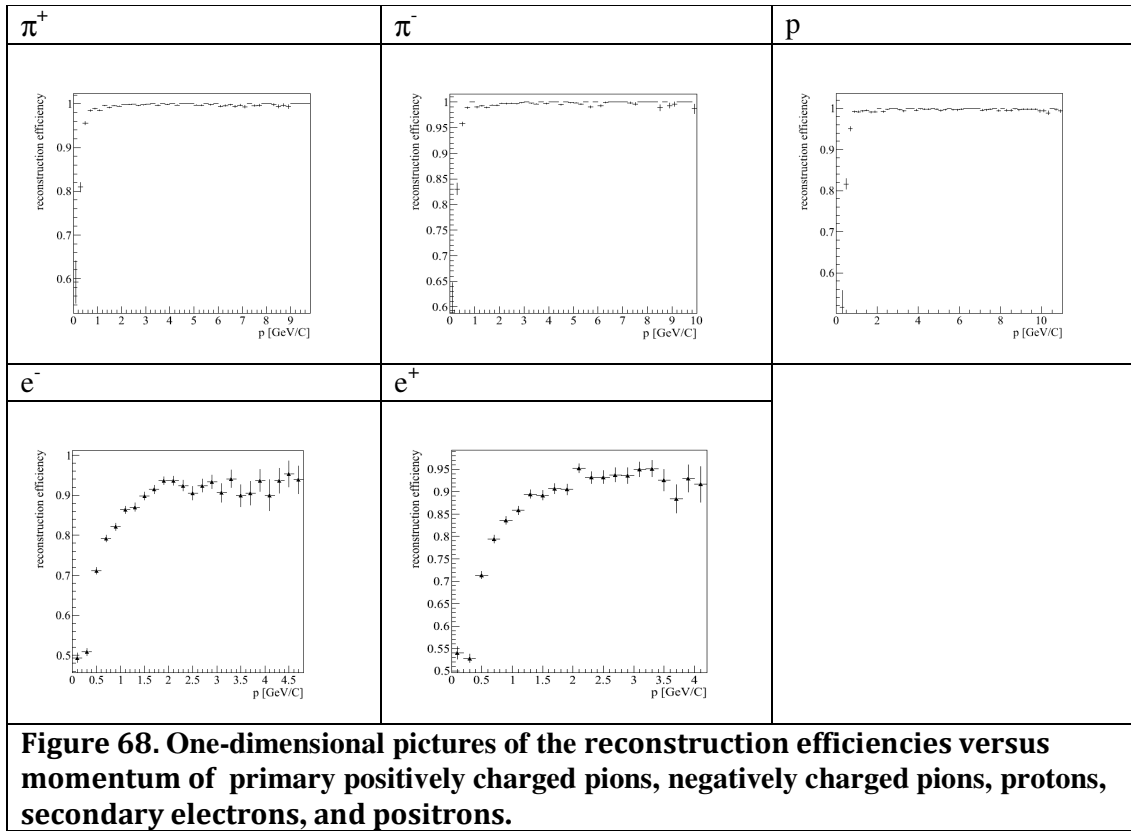 π+
π-
p
reconstruction efficiency
1
0.9
0.8
0.7
0.6
0 1 2 3 4 5 6 7 8 9
p [GeV/C]
reconstruction efficiency
1
0.95
0.9
0.85
0.8
0.75
0.7
0.65
0.6
0 1 2 3 4 5 6 7 8 9 10
p [GeV/C]
reconstruction efficiency
1
0.9
0.8
0.7
0.6
0 2 4 6 8 10
p [GeV/C]
e-
e+
reconstruction efficiency
1
0.9
0.8
0.7
0.6
0.5
0 0.5 1 1.5 2 2.5 3 3.5 4 4.5
p [GeV/C]
reconstruction efficiency
0.95
0.9
0.85
0.8
0.75
0.7
0.65
0.6
0.55
0.5
0 0.5 1 1.5 2 2.5 3 3.5 4
p [GeV/C]
Figure 68. One-dimensional pictures of the reconstruction efficiencies versus
momentum of primary positively charged pions, negatively charged pions, protons,
secondary electrons, and positrons.